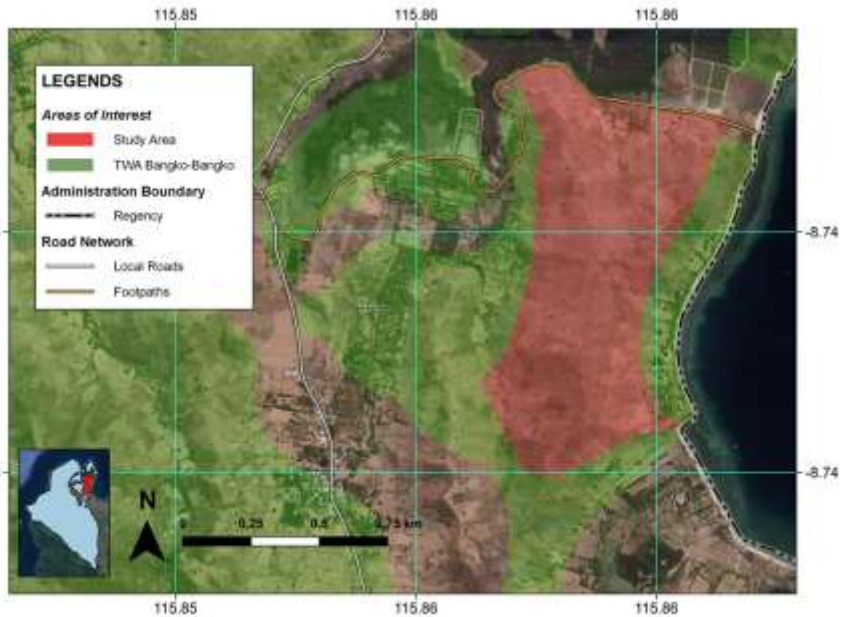 115.85 115.86 115.86
LEGENDS
Areas of Interest
Study Area
TWA Bangko-Bangko
Administration Boundary
Regency
Road Network
Local Roads
Footpaths
-8.74
-8.74
N
0 0.25 0.5 0.75 km
115.85 115.86 115.86